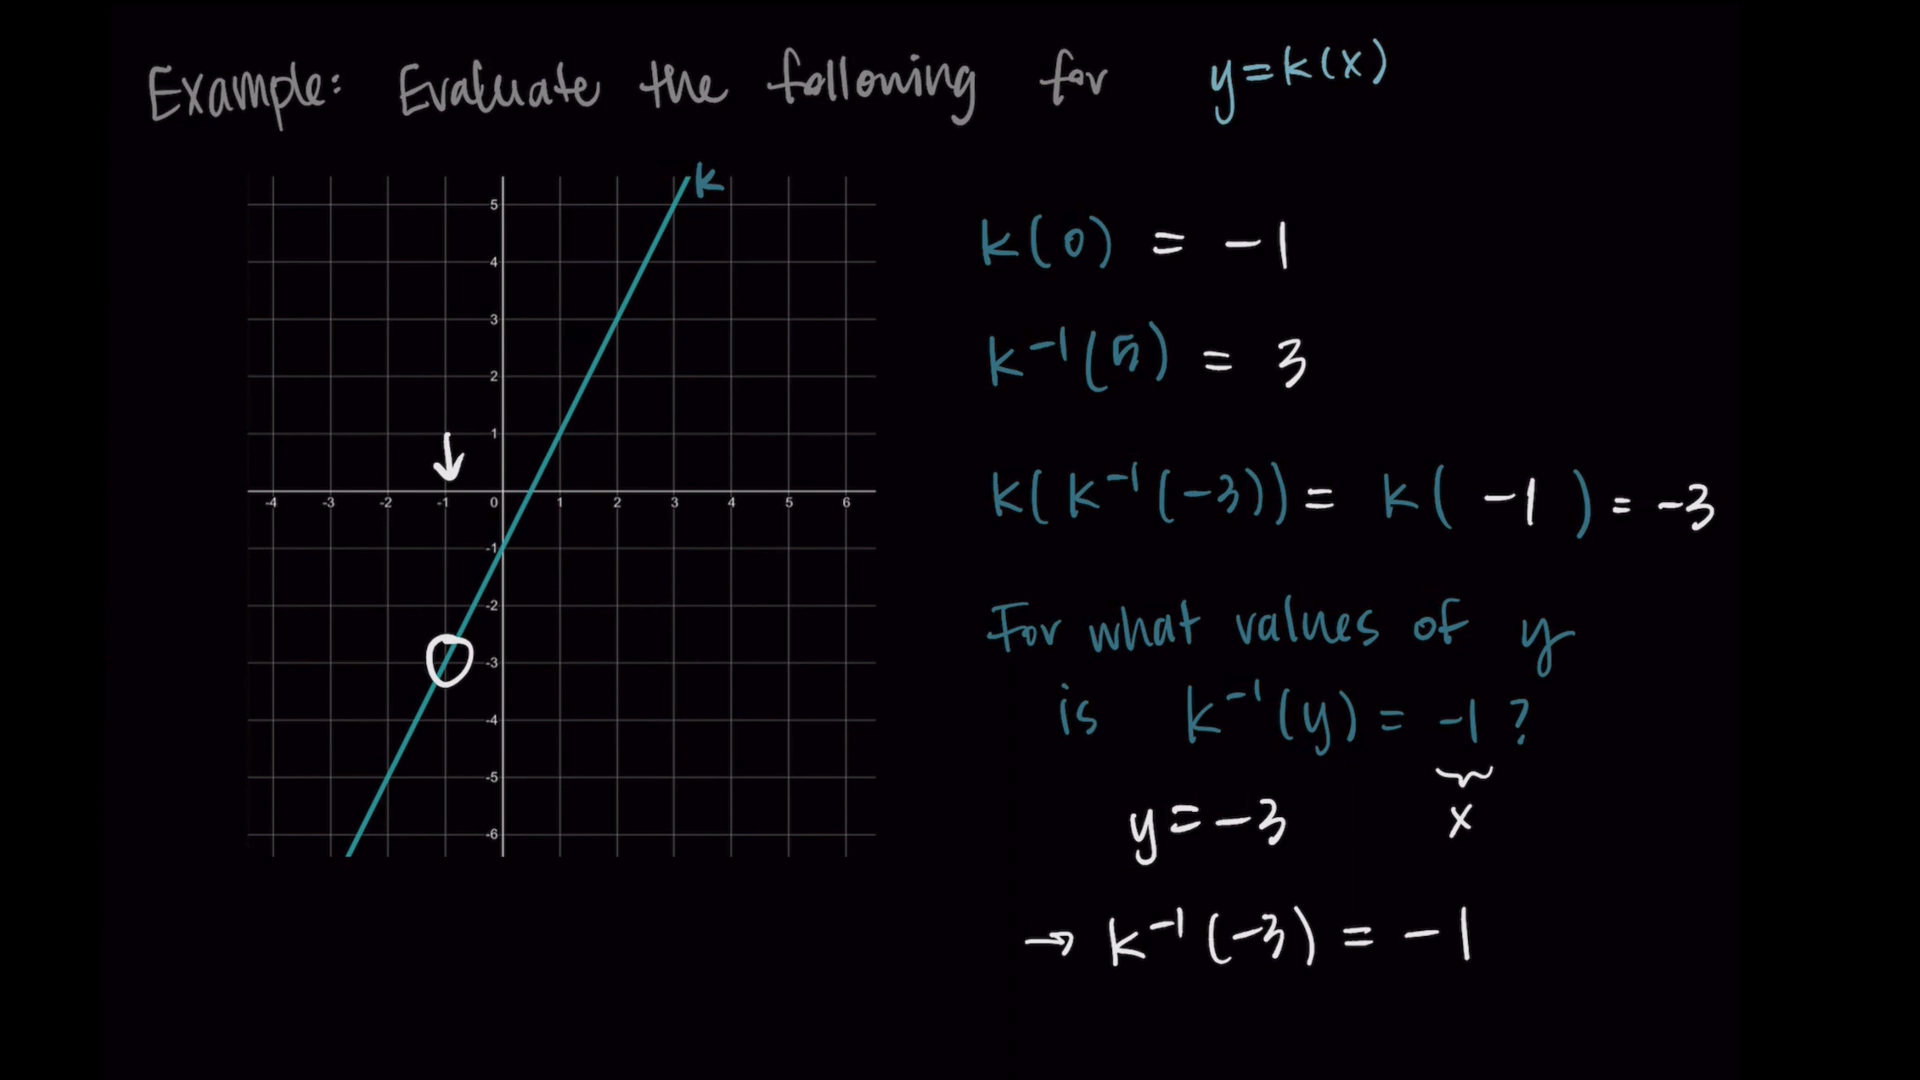 Example: Evaluate the following for y=k(x)
k
5
4
3
2
1
-4 -3 -2 -1 0 1 2 3 4 5 6
-1
-2
-3
-4
-5
-6
k(0) = -1
k⁻¹(5) = 3
k(k⁻¹(-3)) = k( -1 ) = -3
For what values of y
is k⁻¹(y) = -1 ?
y = -3 x
→ k⁻¹(-3) = -1